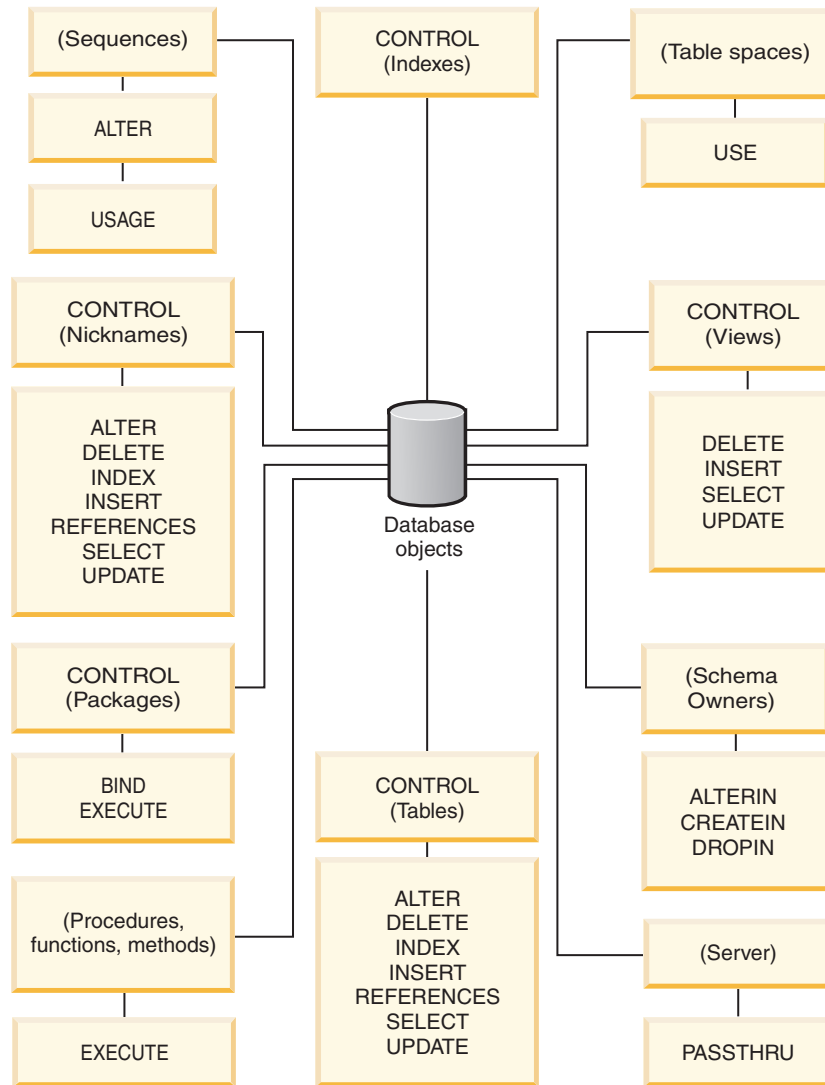 (Sequences)
ALTER
USAGE
CONTROL
(Indexes)
(Table spaces)
USE
CONTROL
(Nicknames)
ALTER
DELETE
INDEX
INSERT
REFERENCES
SELECT
UPDATE
CONTROL
(Views)
DELETE
INSERT
SELECT
UPDATE
Database
objects
CONTROL
(Packages)
BIND
EXECUTE
(Schema
Owners)
ALTERIN
CREATEIN
DROPIN
CONTROL
(Tables)
ALTER
DELETE
INDEX
INSERT
REFERENCES
SELECT
UPDATE
(Procedures,
functions, methods)
EXECUTE
(Server)
PASSTHRU